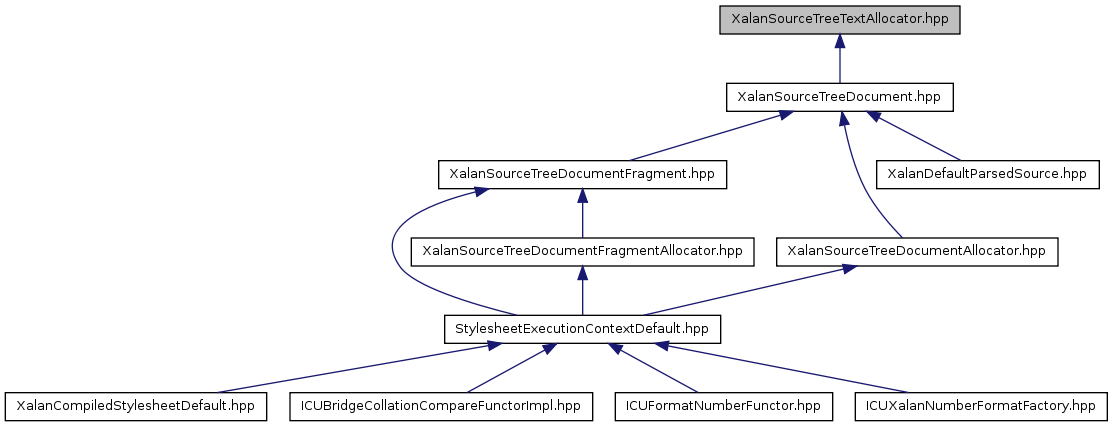 XalanSourceTreeTextAllocator.hpp
XalanSourceTreeDocument.hpp
XalanSourceTreeDocumentFragment.hpp
XalanDefaultParsedSource.hpp
XalanSourceTreeDocumentFragmentAllocator.hpp
XalanSourceTreeDocumentAllocator.hpp
StylesheetExecutionContextDefault.hpp
XalanCompiledStylesheetDefault.hpp
ICUBridgeCollationCompareFunctorImpl.hpp
ICUFormatNumberFunctor.hpp
ICUXalanNumberFormatFactory.hpp